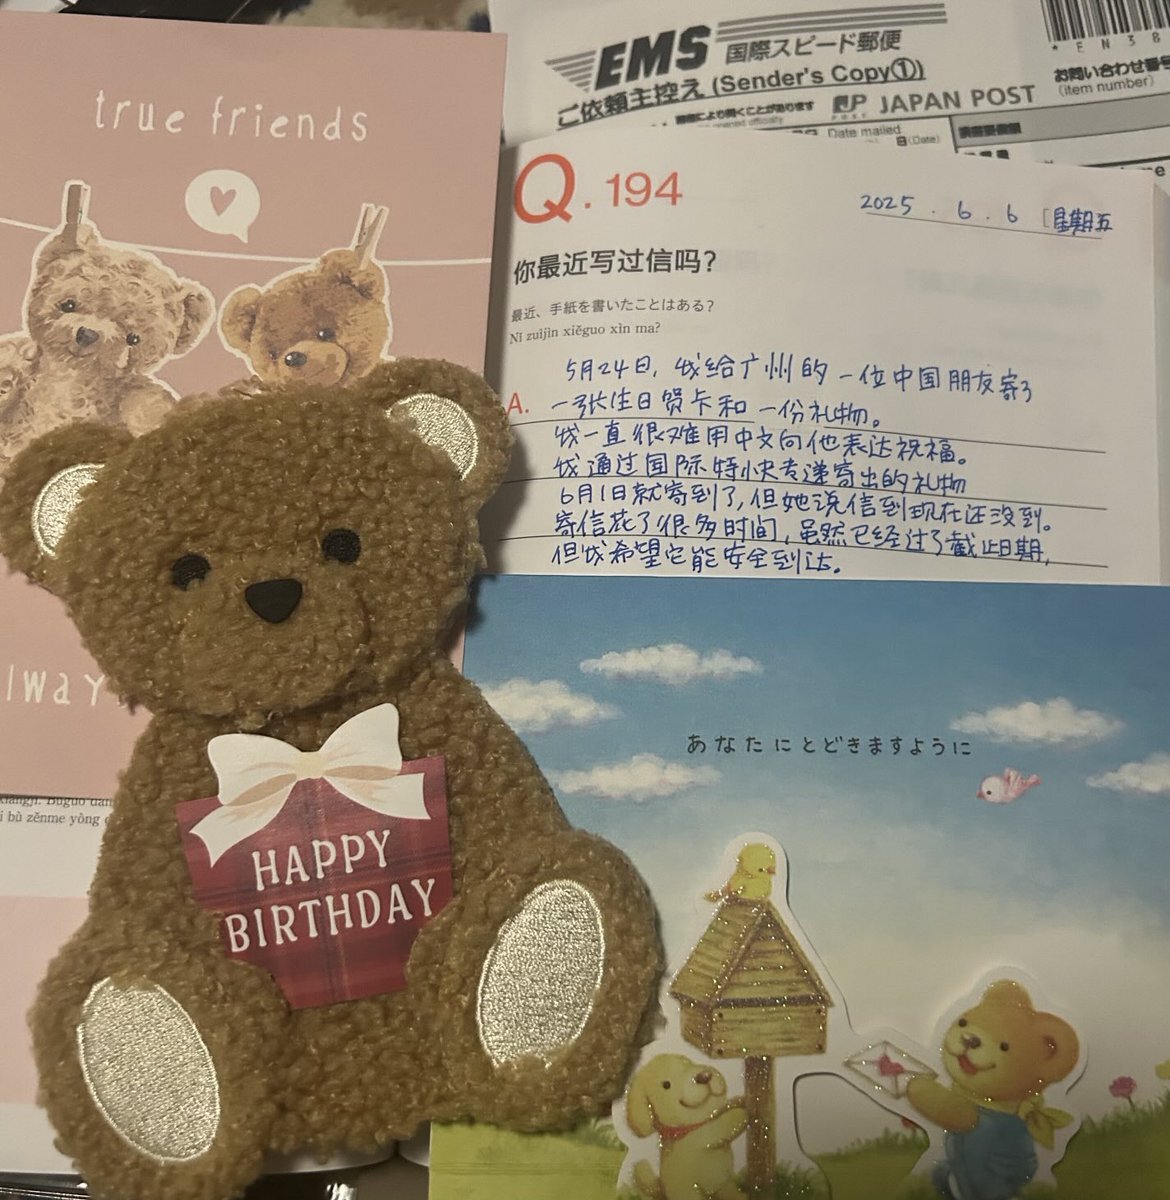 true friends
EMS 国際スピード郵便
ご依頼主控え (Sender's Copy①)
JAPAN POST
お問い合わせ番号
(item number)
Date mailed
(Date)
Q.194
2025.6.6 [星期五
你最近写过信吗?
最近、手紙を書いたことはある?
Nǐ zuìjìn xiěguo xìn ma?
A.
5月24日,我给广州的一位中国朋友寄了
一张生日贺卡和一份礼物。
我一直很难用中文向他表达祝福。
我通过国际特快专递寄出的礼物
6月1日就寄到了,但她说信到现在还没到。
寄信花了很多时间,虽然已经过了截止日期,
但我希望它能安全到达。
lway
bù zěnme yòng
あなたにとどきますように
HAPPY
BIRTHDAY